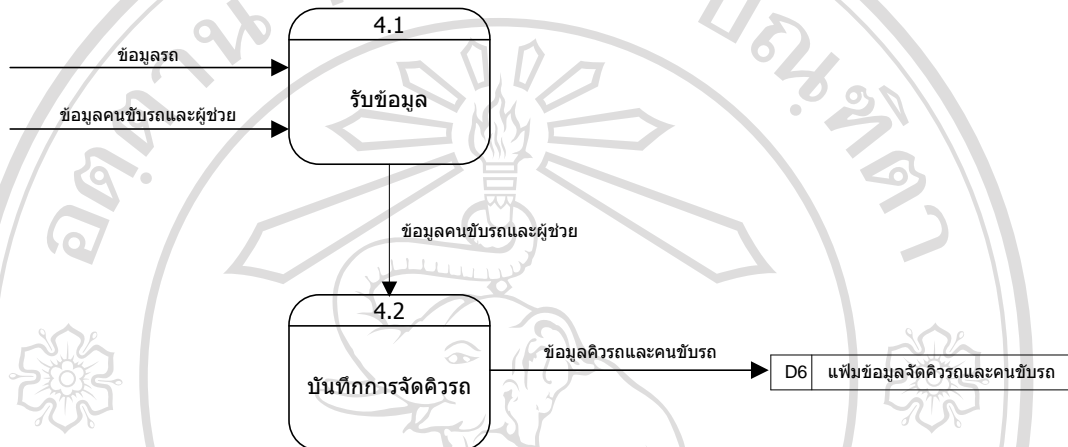 4.1
ข้อมูลรถ
รับข้อมูล
ข้อมูลคนขับรถและผู้ช่วย
ข้อมูลคนขับรถและผู้ช่วย
4.2
ข้อมูลคิวรถและคนขับรถ
บันทึกการจัดคิวรถ
D6 แฟ้มข้อมูลจัดคิวรถและคนขับรถ